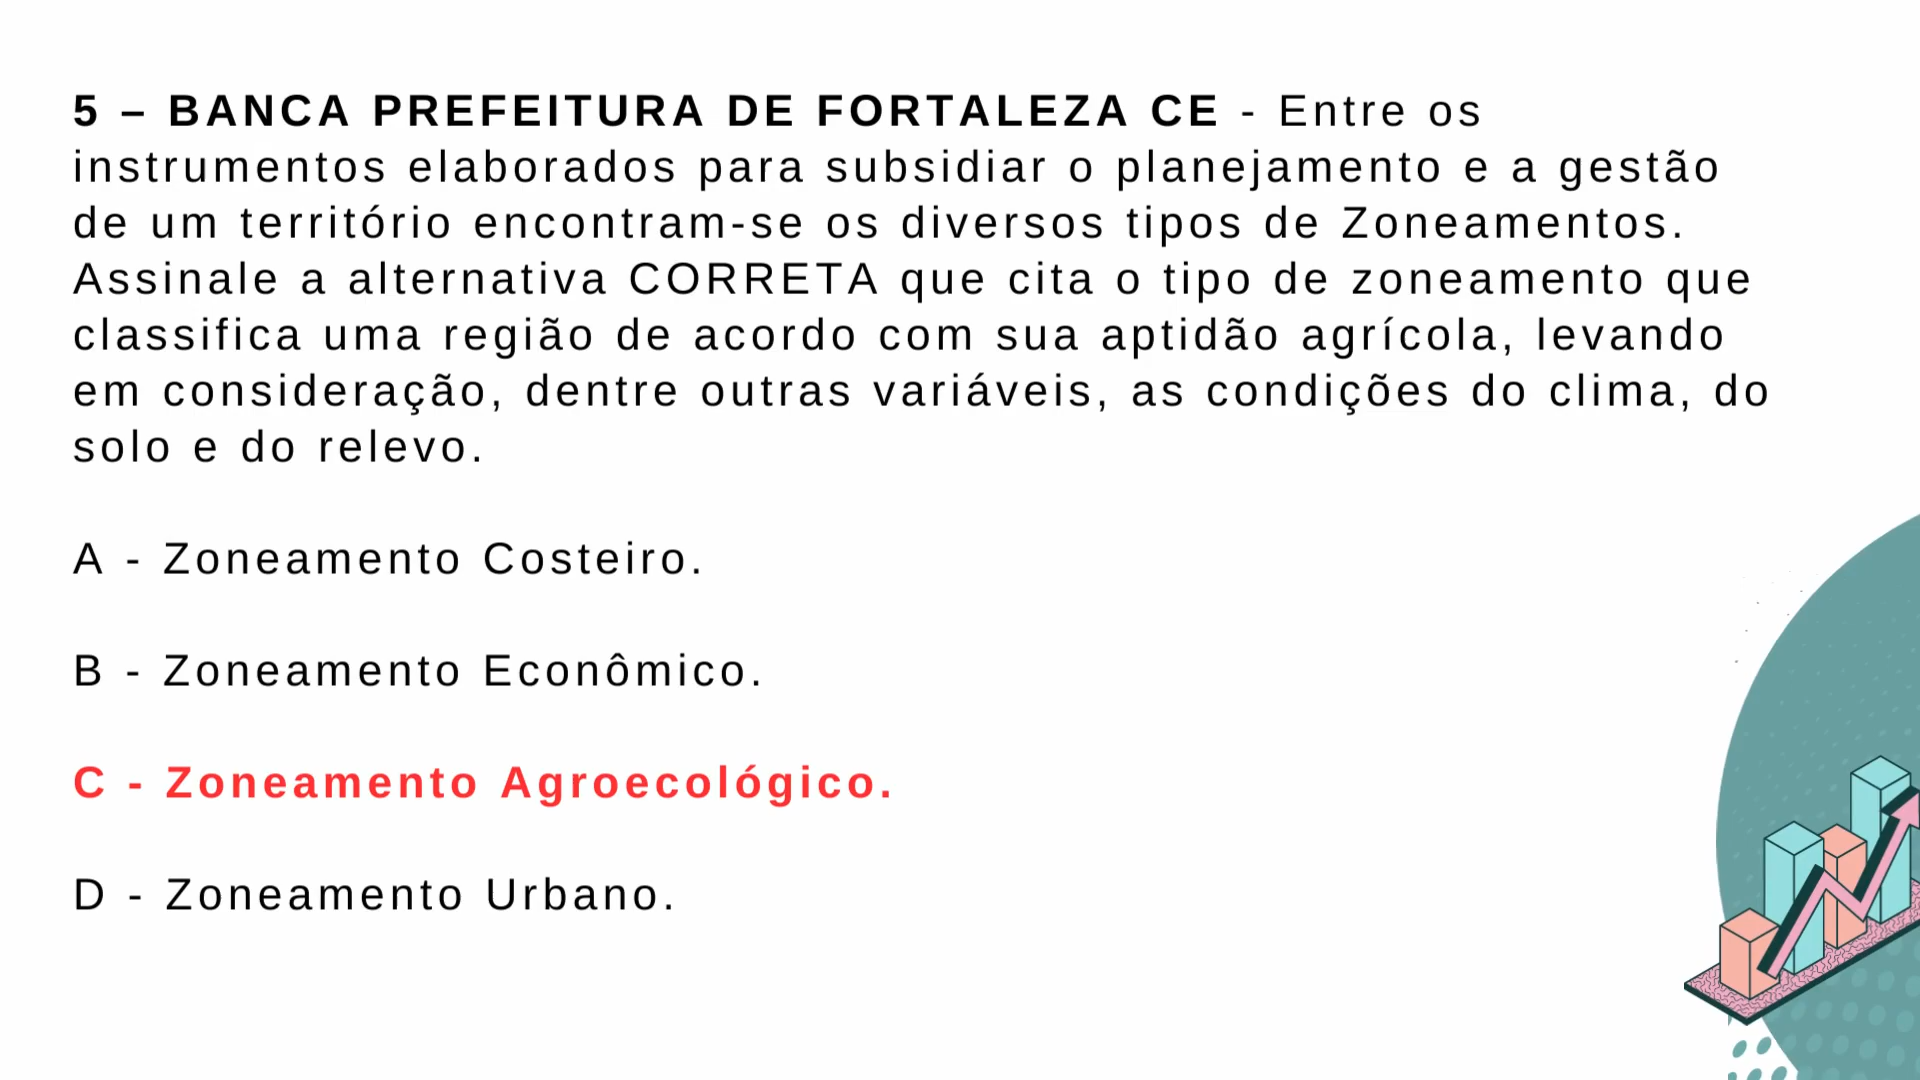 5 – BANCA PREFEITURA DE FORTALEZA CE - Entre os
instrumentos elaborados para subsidiar o planejamento e a gestão
de um território encontram-se os diversos tipos de Zoneamentos.
Assinale a alternativa CORRETA que cita o tipo de zoneamento que
classifica uma região de acordo com sua aptidão agrícola, levando
em consideração, dentre outras variáveis, as condições do clima, do
solo e do relevo.
A - Zoneamento Costeiro.
B - Zoneamento Econômico.
C - Zoneamento Agroecológico.
D - Zoneamento Urbano.